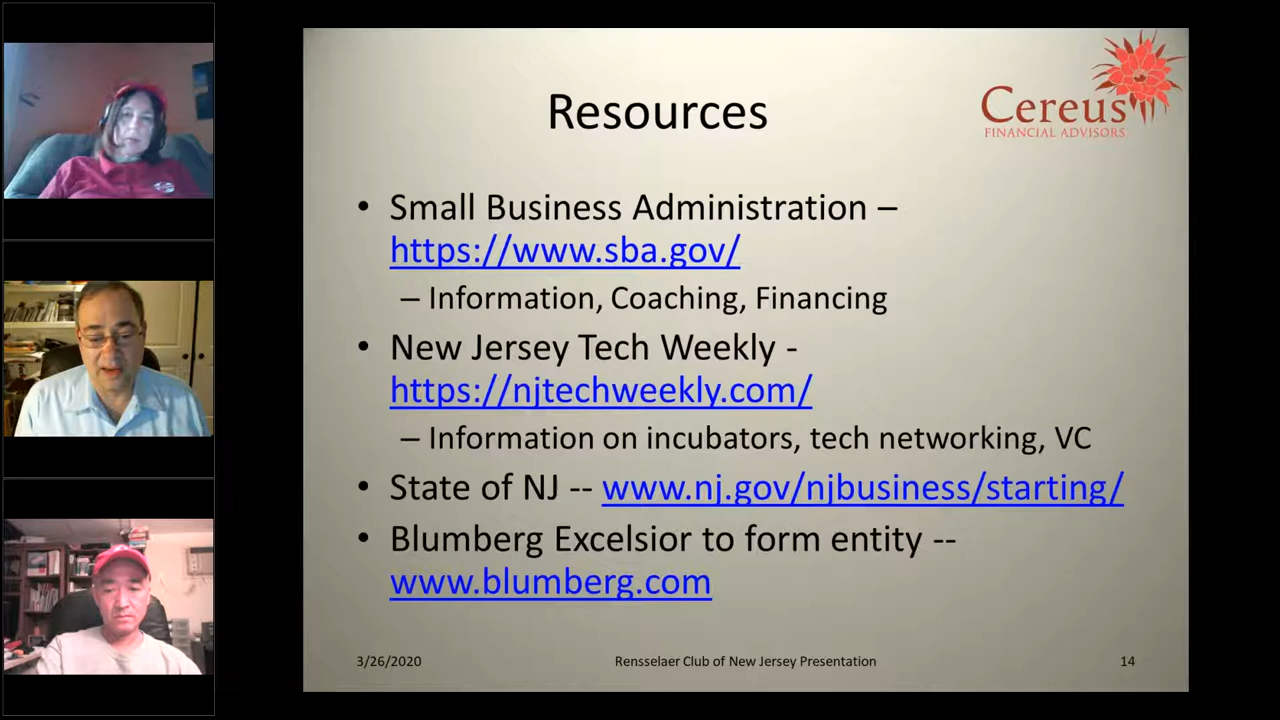 Cereus
FINANCIAL ADVISORS
Resources
• Small Business Administration –
https://www.sba.gov/
– Information, Coaching, Financing
• New Jersey Tech Weekly -
https://njtechweekly.com/
– Information on incubators, tech networking, VC
• State of NJ -- www.nj.gov/njbusiness/starting/
• Blumberg Excelsior to form entity --
www.blumberg.com
3/26/2020
Rensselaer Club of New Jersey Presentation
14